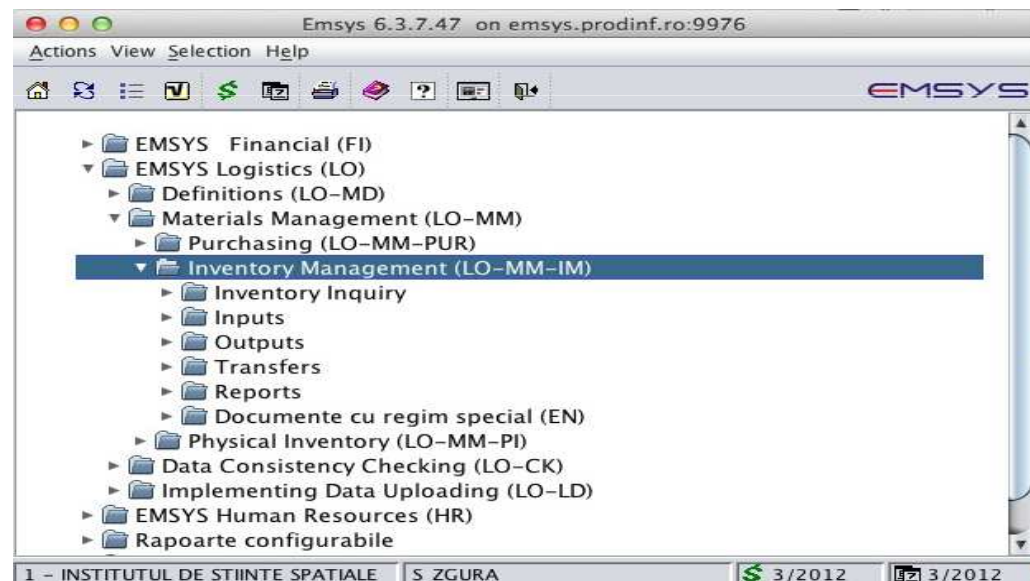 Emsys 6.3.7.47 on emsys.prodinf.ro:9976
Actions View Selection Help
EMSYS
EMSYS Financial (FI)
EMSYS Logistics (LO)
Definitions (LO-MD)
Materials Management (LO-MM)
Purchasing (LO-MM-PUR)
Inventory Management (LO-MM-IM)
Inventory Inquiry
Inputs
Outputs
Transfers
Reports
Documente cu regim special (EN)
Physical Inventory (LO-MM-PI)
Data Consistency Checking (LO-CK)
Implementing Data Uploading (LO-LD)
EMSYS Human Resources (HR)
Rapoarte configurabile
1 - INSTITUTUL DE STIINTE SPATIALE S ZGURA $ 3/2012 3/2012